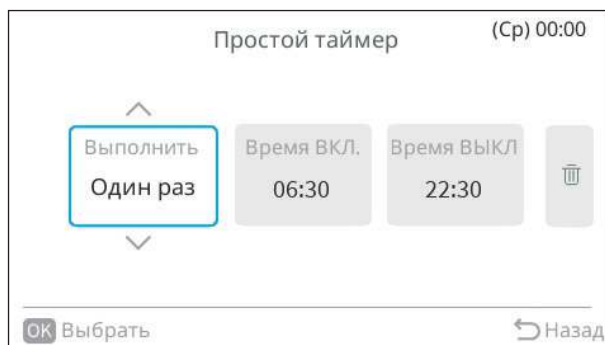 Простой таймер
(Ср) 00:00
Выполнить
Один раз
Время ВКЛ.
06:30
Время ВЫКЛ
22:30
OK Выбрать
Назад